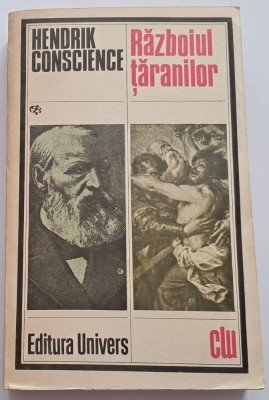 HENDRIK
CONSCIENCE
Războiul
țăranilor
Editura Univers
clu